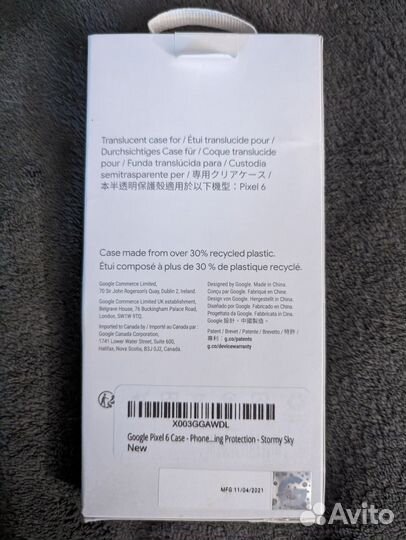 Translucent case for / Étui translucide pour /
Durchsichtiges Case für / Coque translucide
pour / Funda translúcida para / Custodia
semitrasparente per / 専用クリアケース /
本半透明保護殼適用於以下機型：Pixel 6
Case made from over 30% recycled plastic.
Étui composé à plus de 30 % de plastique recyclé.
Google Commerce Limited,
70 Sir John Rogerson's Quay, Dublin 2, Ireland.
Google Commerce Limited UK establishment,
Belgrave House, 76 Buckingham Palace Road,
London, SW1W 9TQ.
Imported to Canada by / Importé au Canada par :
Google Canada Corporation,
1741 Lower Water Street, Suite 600,
Halifax, Nova Scotia, B3J 0J2, Canada.
Designed by Google. Made in China.
Conçu par Google. Fabriqué en Chine.
Design von Google. Hergestellt in China.
Diseñado por Google. Fabricado en China.
Progettata da Google. Fabbricata in Cina.
Google 設計。中國製造。
Patent / Brevet / Patente / Brevetto / 特許 /
專利：g.co/patents
g.co/devicewarranty
X003GGAWDL
Google Pixel 6 Case - Phone...ing Protection - Stormy Sky
New
MFG 11/04/2021
Avito